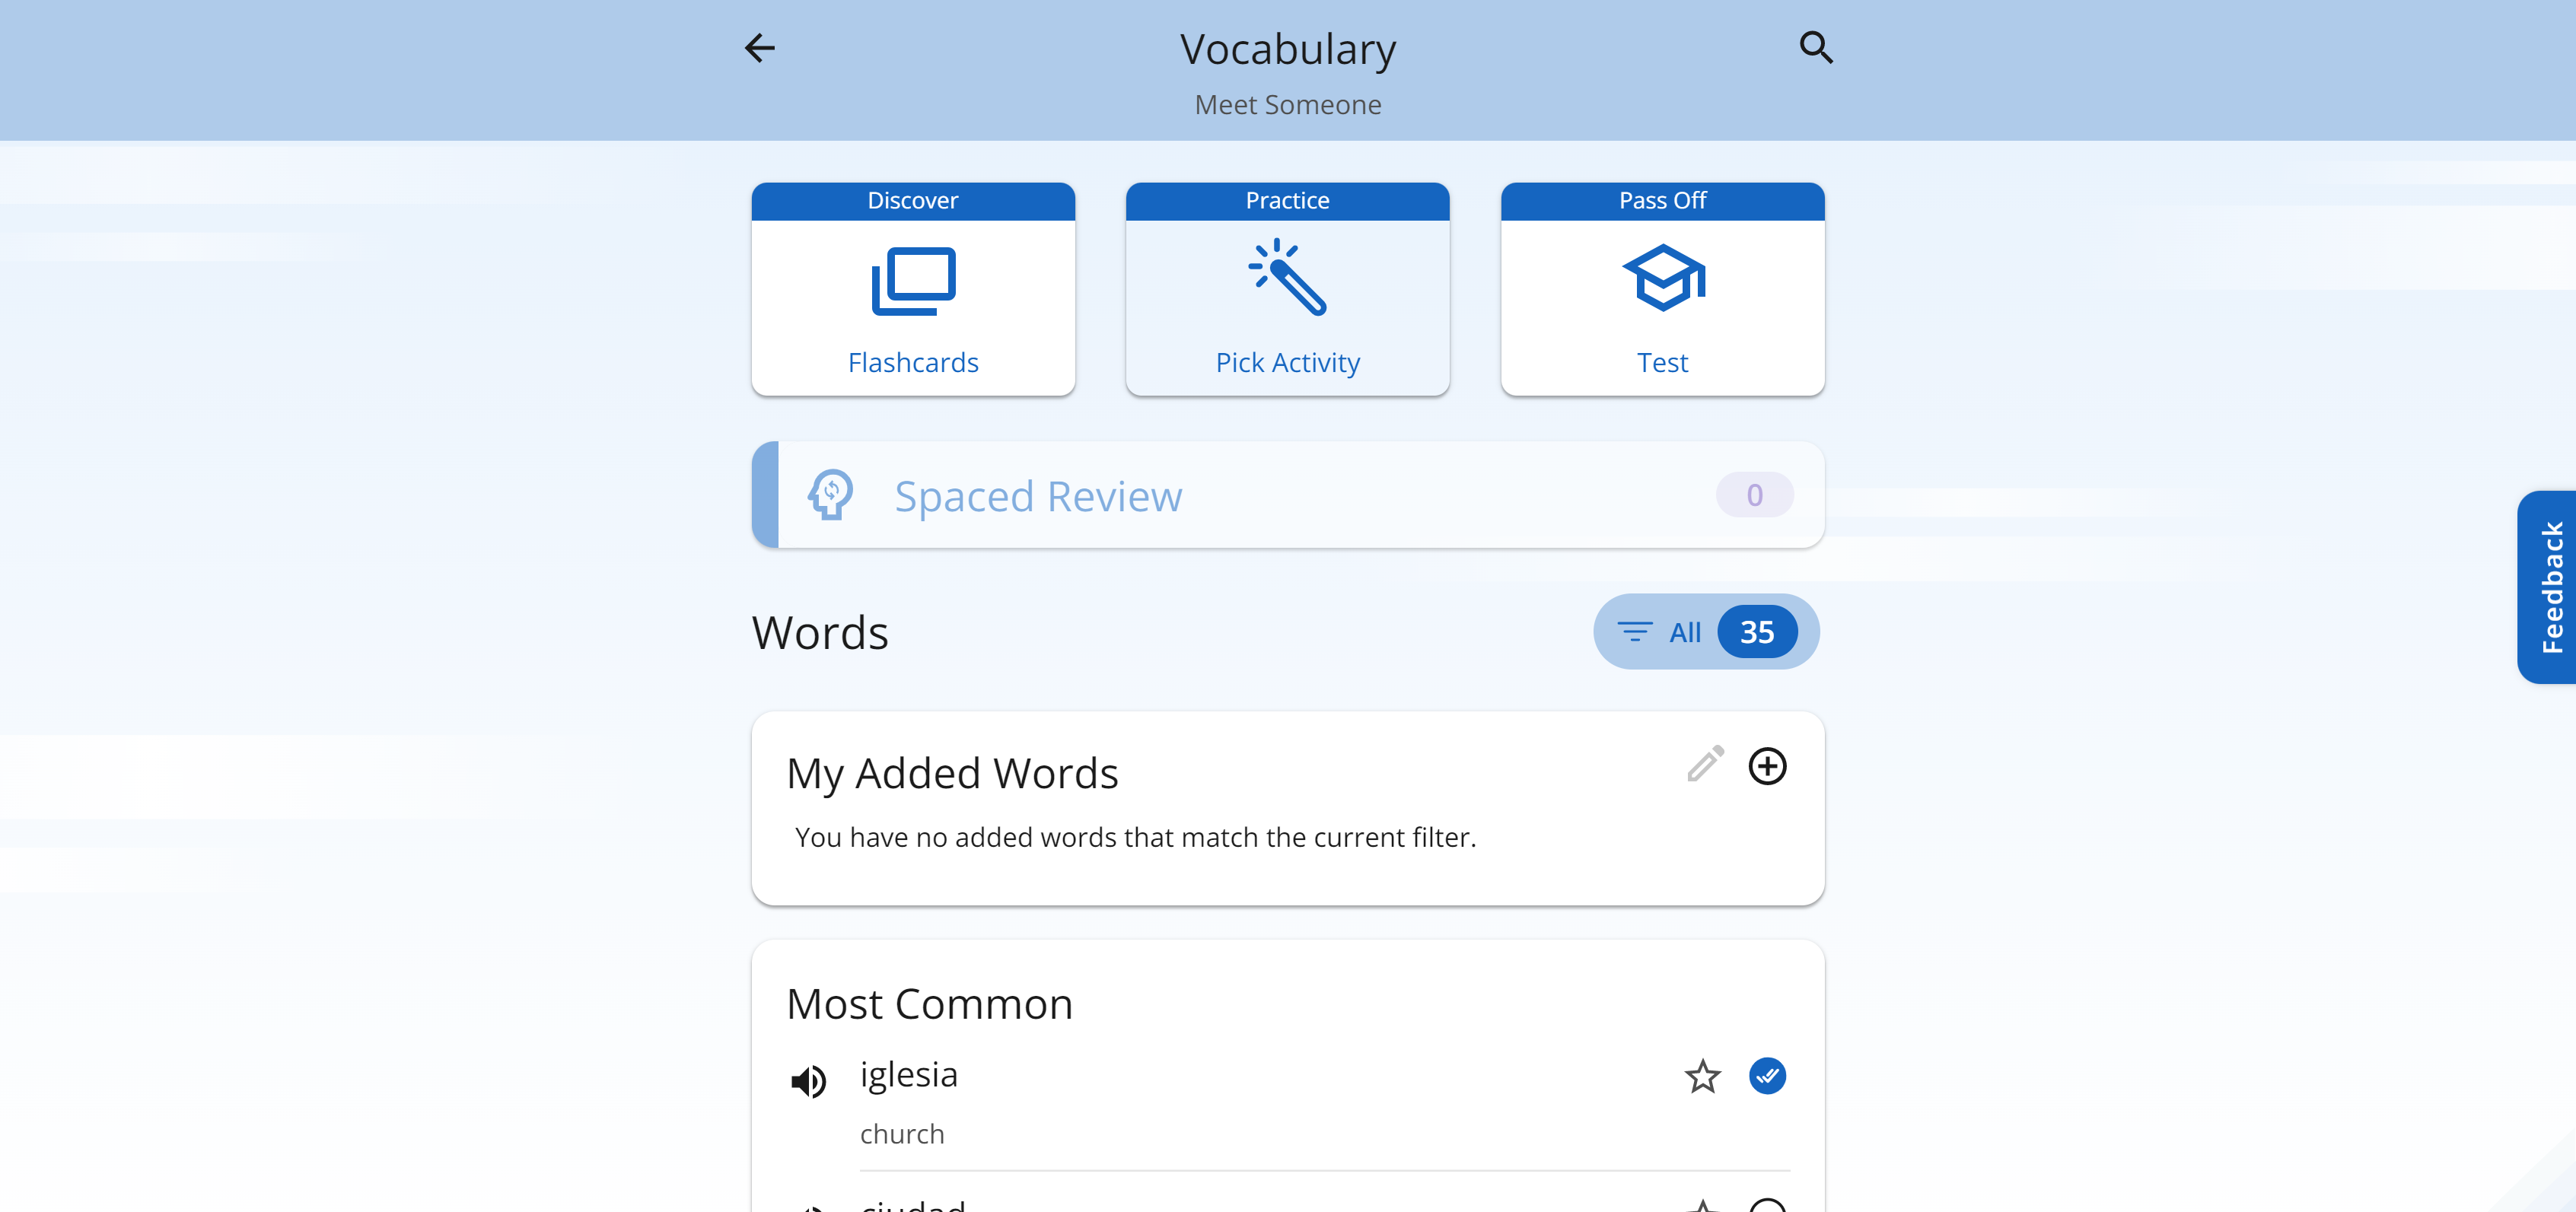 Vocabulary
Meet Someone
Discover
Flashcards
Practice
Pick Activity
Pass Off
Test
Spaced Review
0
Feedback
Words
All 35
My Added Words
You have no added words that match the current filter.
Most Common
iglesia
church
ciudad